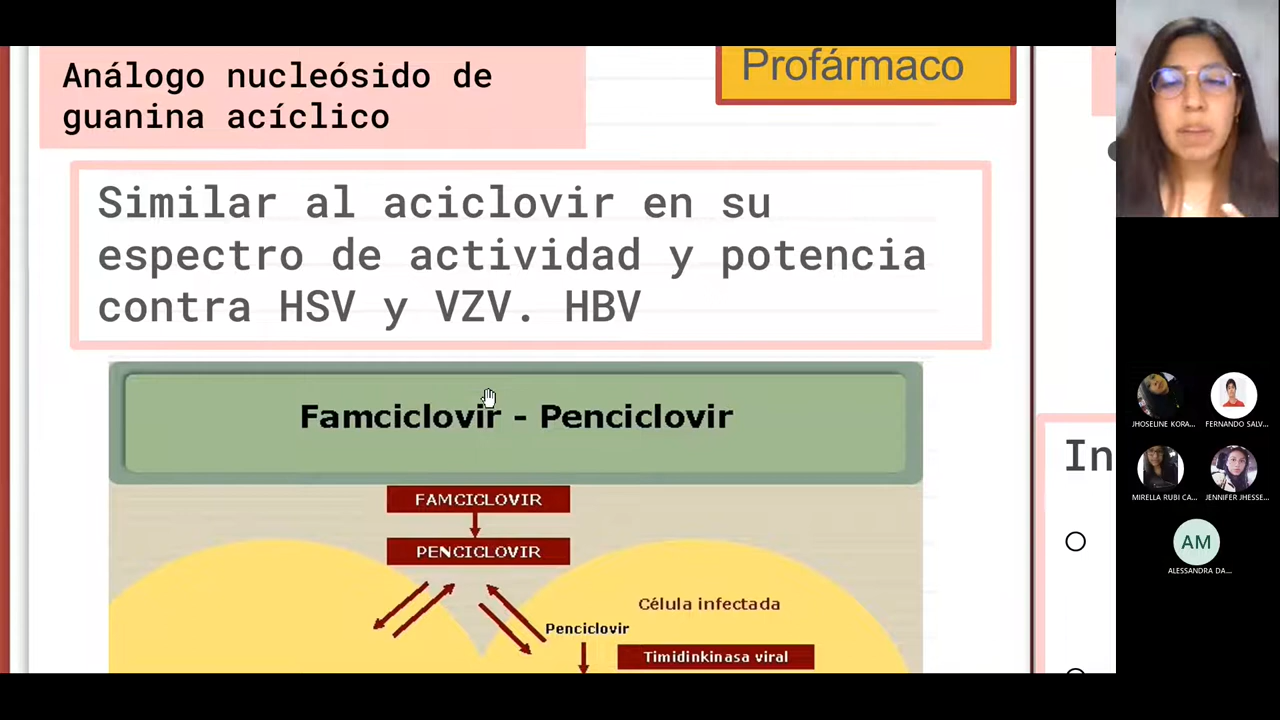 Análogo nucleósido de
guanina acíclico
Profármaco
Similar al aciclovir en su
espectro de actividad y potencia
contra HSV y VZV. HBV
Famciclovir - Penciclovir
FAMCICLOVIR
PENCICLOVIR
Célula infectada
Penciclovir
Timidinkinasa viral
In
JHOSELINE KORA...
FERNANDO SALV...
MIRELLA RUBI CA...
JENNIFER JHESSE...
AM
ALESSANDRA DA...